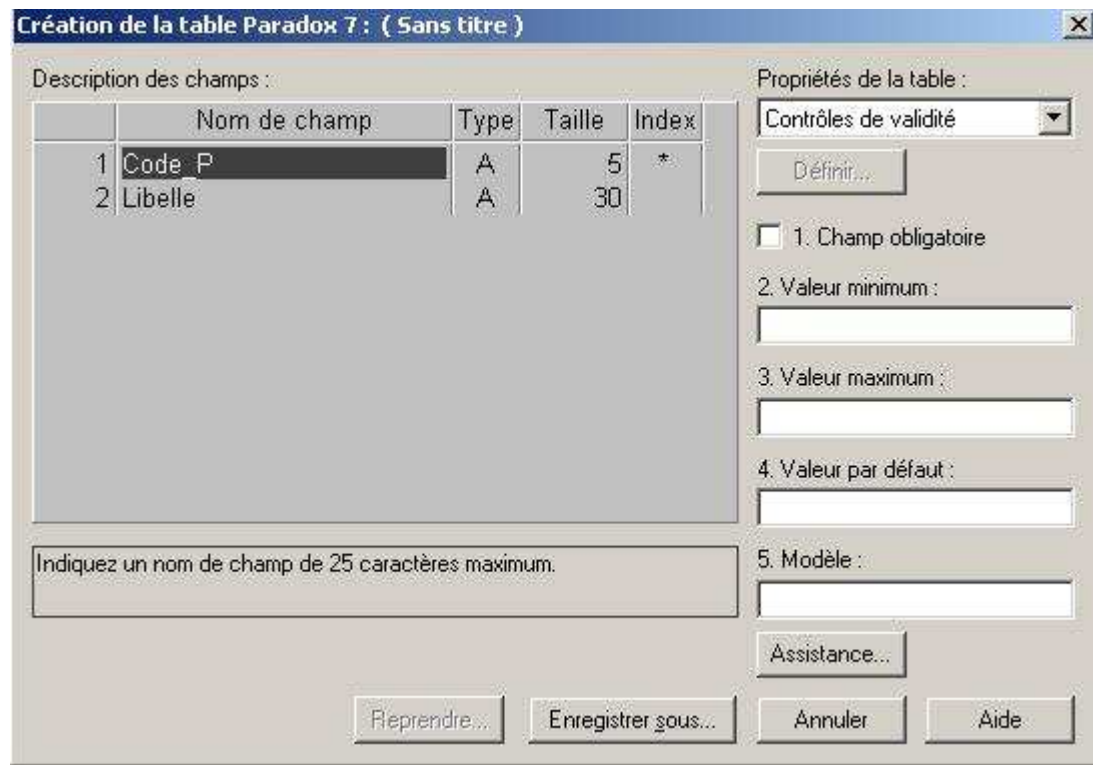 Création de la table Paradox 7 : ( Sans titre )
Description des champs :
Nom de champ Type Taille Index
1 Code_P A 5 *
2 Libelle A 30
Indiquez un nom de champ de 25 caractères maximum.
Propriétés de la table :
Contrôles de validité
Définir...
1. Champ obligatoire
2. Valeur minimum :
3. Valeur maximum :
4. Valeur par défaut :
5. Modèle :
Assistance...
Reprendre... Enregistrer sous... Annuler Aide